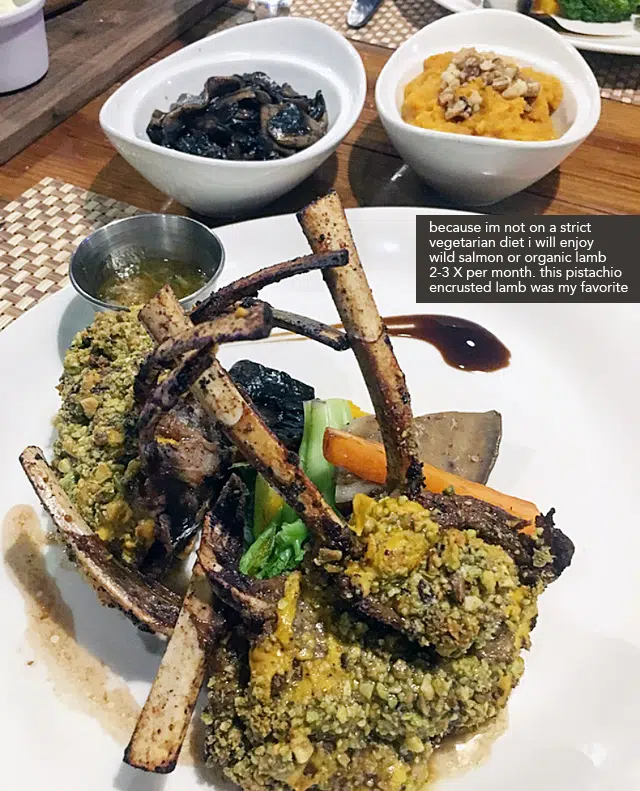 because im not on a strict
vegetarian diet i will enjoy
wild salmon or organic lamb
2-3 X per month. this pistachio
encrusted lamb was my favorite